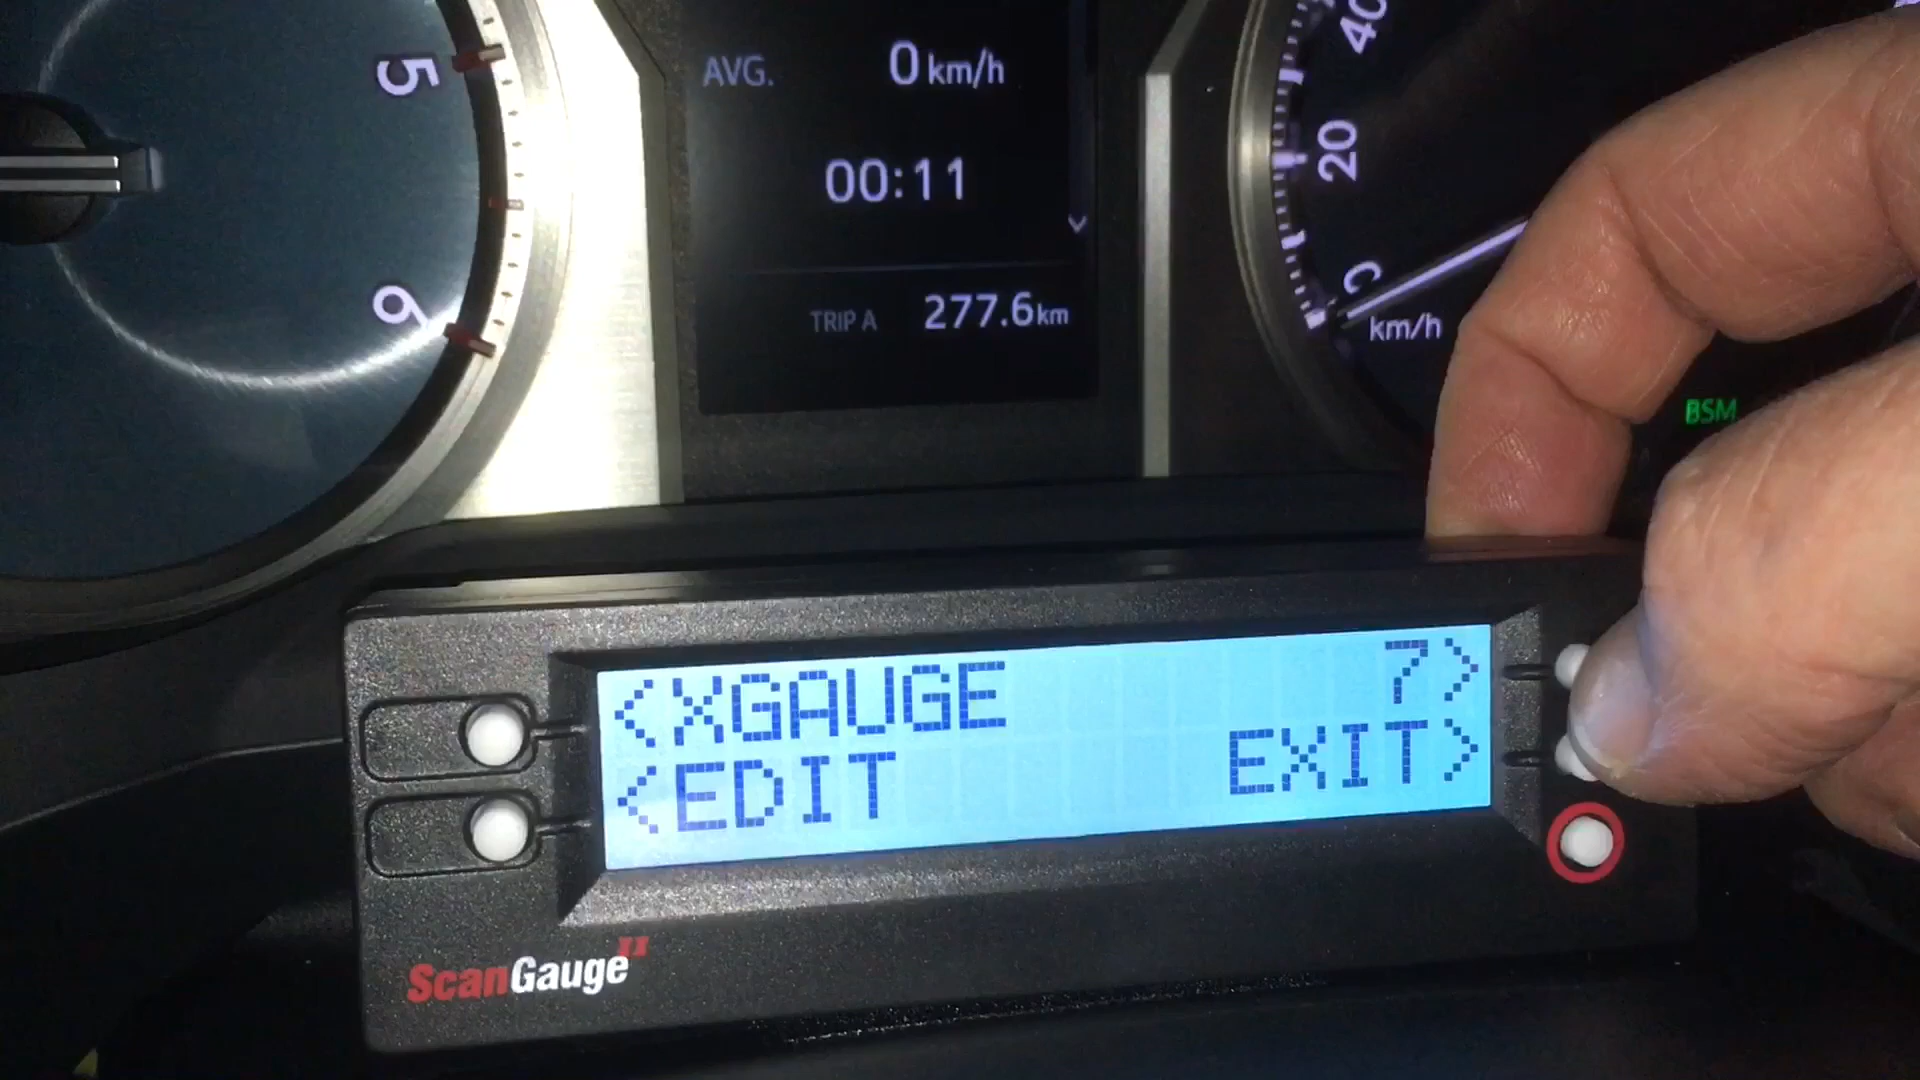 5
6
AVG. 0 km/h
00:11
TRIP A 277.6 km
40
20
0
km/h
BSM
<XGAUGE 7>
<EDIT EXIT>
ScanGauge II